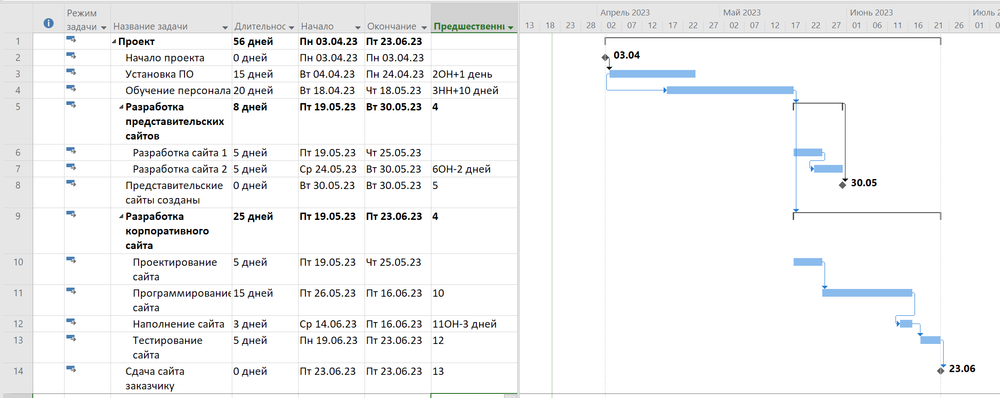 Режим задачи Название задачи Длительнос Начало Окончание Предшественни
Апрель 2023 Май 2023 Июнь 2023 Июль 2
13 18 23 28 02 07 12 17 22 27 02 07 12 17 22 27 01 06 11 16 21 26 01 0
1 Проект 56 дней Пн 03.04.23 Пт 23.06.23
2 Начало проекта 0 дней Пн 03.04.23 Пн 03.04.23 03.04
3 Установка ПО 15 дней Вт 04.04.23 Пн 24.04.23 2ОН+1 день
4 Обучение персонала 20 дней Вт 18.04.23 Чт 18.05.23 3НН+10 дней
5 Разработка 8 дней Пт 19.05.23 Вт 30.05.23 4
представительских
сайтов
6 Разработка сайта 1 5 дней Пт 19.05.23 Чт 25.05.23
7 Разработка сайта 2 5 дней Ср 24.05.23 Вт 30.05.23 6ОН-2 дней
8 Представительские 0 дней Вт 30.05.23 Вт 30.05.23 5 30.05
сайты созданы
9 Разработка 25 дней Пт 19.05.23 Пт 23.06.23 4
корпоративного
сайта
10 Проектирование 5 дней Пт 19.05.23 Чт 25.05.23
сайта
11 Программирование 15 дней Пт 26.05.23 Пт 16.06.23 10
сайта
12 Наполнение сайта 3 дней Ср 14.06.23 Пт 16.06.23 11ОН-3 дней
13 Тестирование 5 дней Пн 19.06.23 Пт 23.06.23 12
сайта
14 Сдача сайта 0 дней Пт 23.06.23 Пт 23.06.23 13 23.06
заказчику